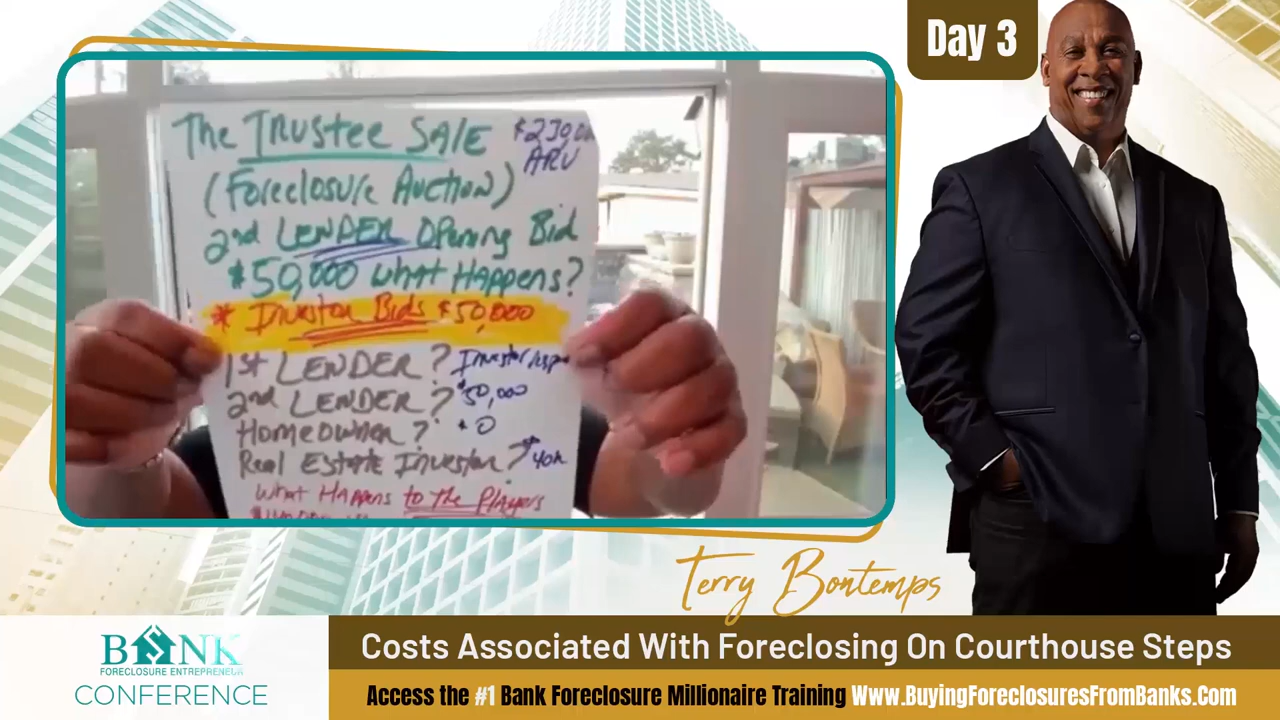 Day 3
The Trustee SALE
ARV
(Foreclosure Auction)
2nd LENDER Opening Bid
$50,000 what Happens?
* Investor Bids $50,000
1st LENDER?
2nd LENDER? $50,000
Homeowner?
Real Estate Investor? $40k
What Happens to the Players
Terry Bontemps
BANK
FORECLOSURE ENTREPRENEUR
CONFERENCE
Costs Associated With Foreclosing On Courthouse Steps
Access the #1 Bank Foreclosure Millionaire Training Www.BuyingForeclosuresFromBanks.Com